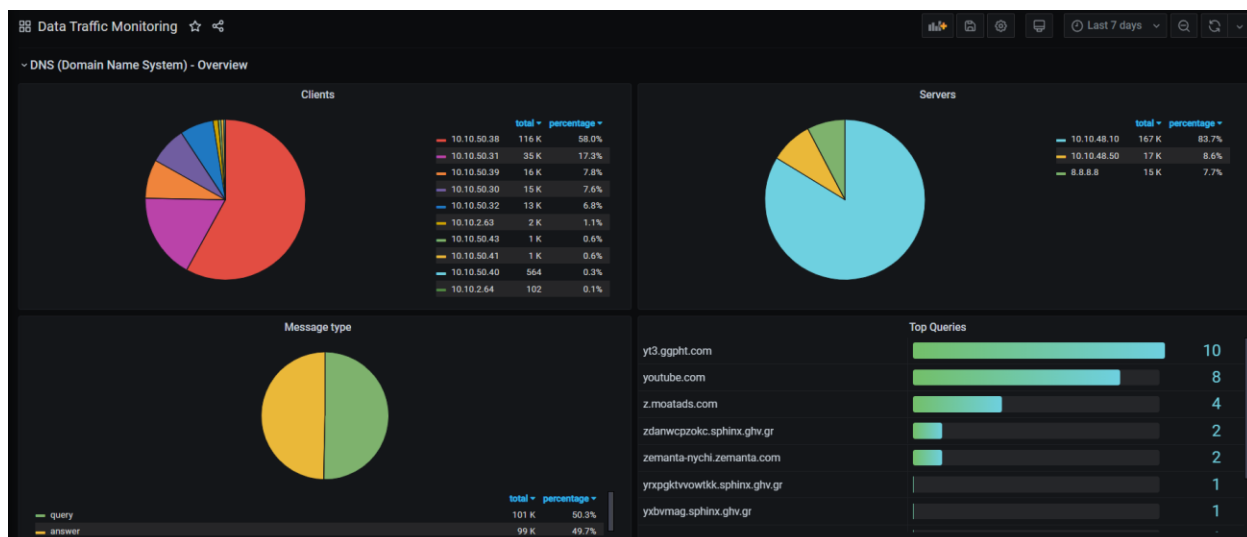 Data Traffic Monitoring
Last 7 days
DNS (Domain Name System) - Overview
Clients
total percentage
10.10.50.38 116 K 58.0%
10.10.50.31 35 K 17.3%
10.10.50.39 16 K 7.8%
10.10.50.30 15 K 7.6%
10.10.50.32 13 K 6.8%
10.10.2.63 2 K 1.1%
10.10.50.43 1 K 0.6%
10.10.50.41 1 K 0.6%
10.10.50.40 564 0.3%
10.10.2.64 102 0.1%
Servers
total percentage
10.10.48.10 167 K 83.7%
10.10.48.50 17 K 8.6%
8.8.8.8 15 K 7.7%
Message type
total percentage
query 101 K 50.3%
answer 99 K 49.7%
Top Queries
yt3.ggpht.com 10
youtube.com 8
z.moatads.com 4
zdanwcpzokc.sphinx.ghv.gr 2
zemanta-nychi.zemanta.com 2
yrxpgktvvowtkk.sphinx.ghv.gr 1
yxbvmag.sphinx.ghv.gr 1